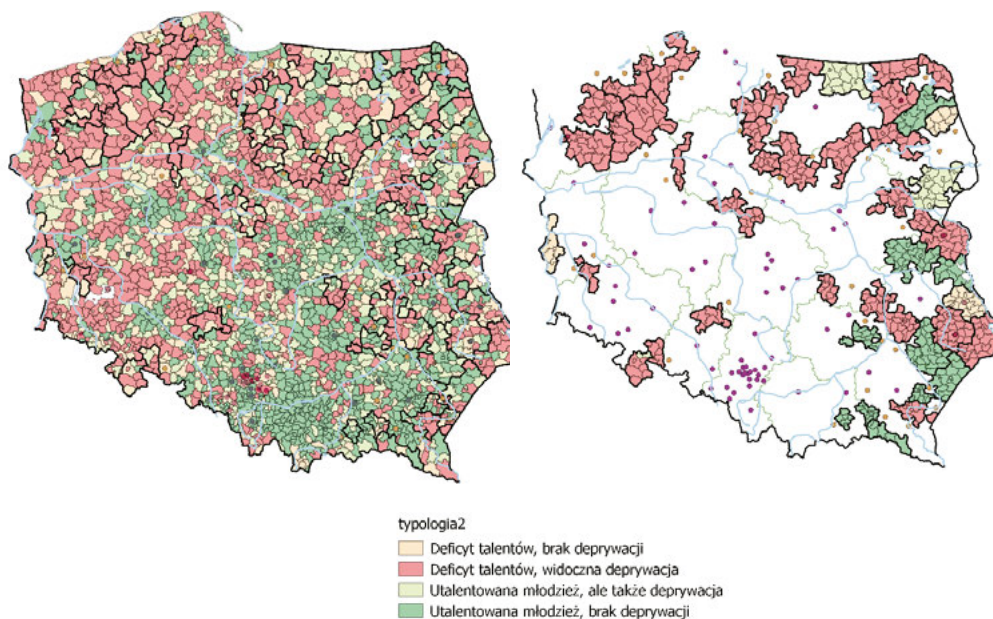 typologia2
Deficyt talentów, brak deprywacji
Deficyt talentów, widoczna deprywacja
Utalentowana młodzież, ale także deprywacja
Utalentowana młodzież, brak deprywacji